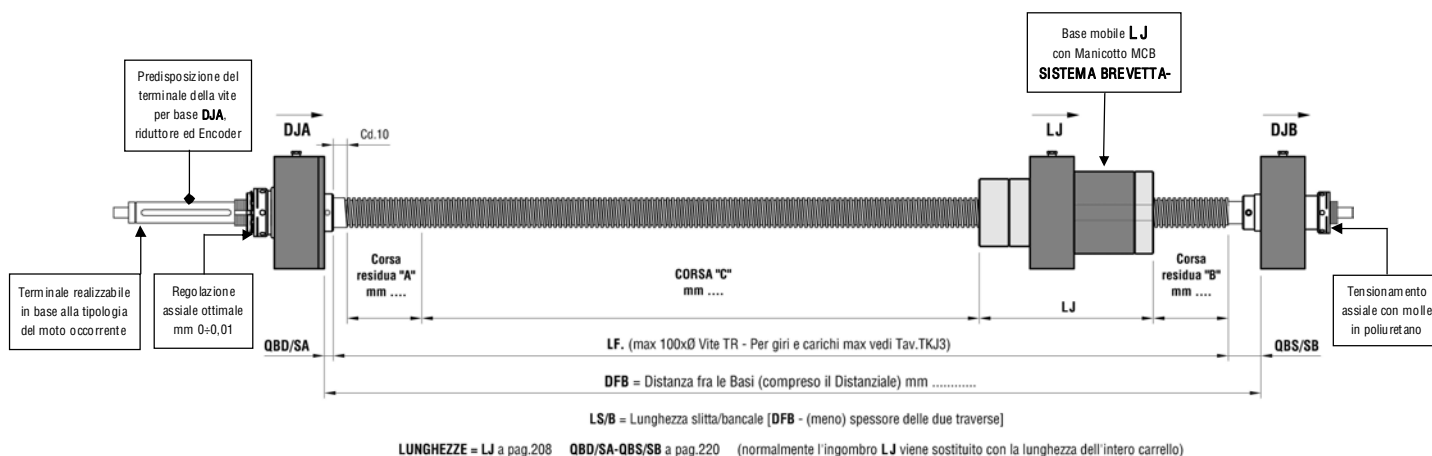 Base mobile LJ
con Manicotto MCB
SISTEMA BREVETTA-
Predisposizione del
terminale della vite
per base DJA,
riduttore ed Encoder
DJA
Cd.10
LJ
DJB
Terminale realizzabile
in base alla tipologia
del moto occorrente
Regolazione
assiale ottimale
mm 0÷0,01
Corsa
residua "A"
mm ....
CORSA "C"
mm ....
LJ
Corsa
residua "B"
mm ....
Tensionamento
assiale con molle
in poliuretano
QBD/SA
LF. (max 100xØ Vite TR - Per giri e carichi max vedi Tav.TKJ3)
QBS/SB
DFB = Distanza fra le Basi (compreso il Distanziale) mm ............
LS/B = Lunghezza slitta/bancale [DFB - (meno) spessore delle due traverse]
LUNGHEZZE = LJ a pag.208 QBD/SA-QBS/SB a pag.220 (normalmente l'ingombro LJ viene sostituito con la lunghezza dell'intero carrello)